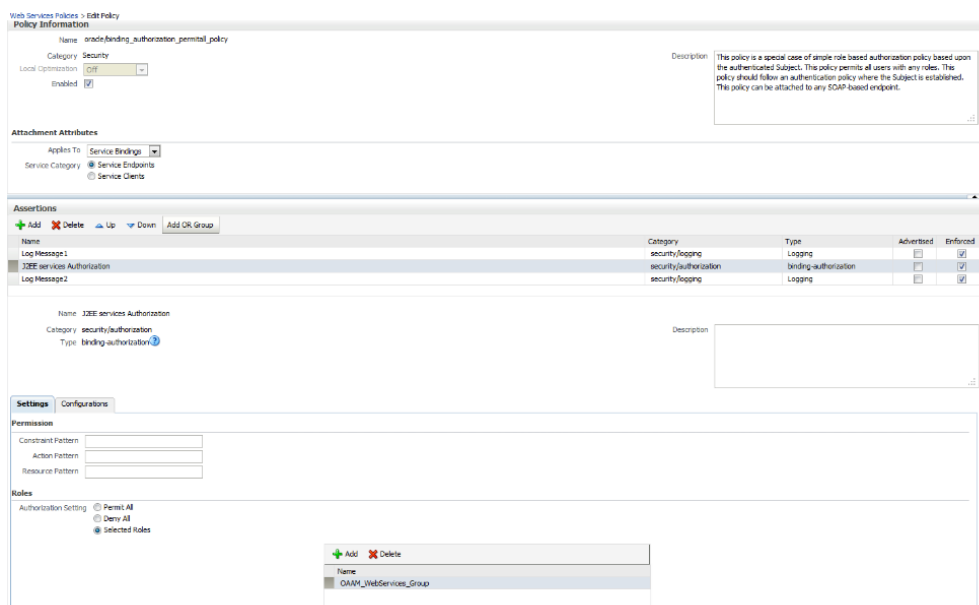 Web Services Policies > Edit Policy
Policy Information
Name oracle/binding_authorization_permitall_policy
Category Security
Local Optimization Off
Enabled
Description This policy is a special case of simple role based authorization policy based upon
the authenticated Subject. This policy permits all users with any roles. This
policy should follow an authentication policy where the Subject is established.
This policy can be attached to any SOAP-based endpoint.
Attachment Attributes
Applies To Service Bindings
Service Category Service Endpoints
Service Clients
Assertions
Add Delete Up Down Add OR Group
Name Category Type Advertised Enforced
Log Message1 security/logging Logging
J2EE services Authorization security/authorization binding-authorization
Log Message2 security/logging Logging
Name J2EE services Authorization
Category security/authorization
Type binding-authorization ?
Description
Settings Configurations
Permission
Constraint Pattern
Action Pattern
Resource Pattern
Roles
Authorization Setting Permit All
Deny All
Selected Roles
Add Delete
Name
OAAM_WebServices_Group